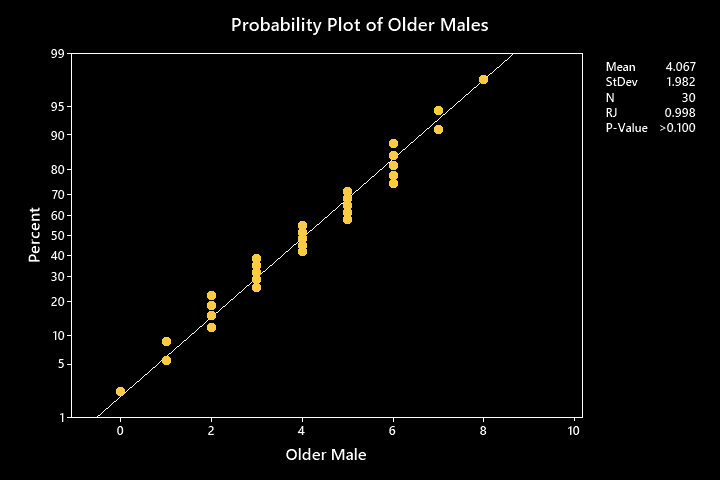 Probability Plot of Older Males
Mean 4.067
StDev 1.982
N 30
RJ 0.998
P-Value >0.100
99
95
90
80
70
60
50
40
30
20
10
5
1
Percent
0 2 4 6 8 10
Older Male